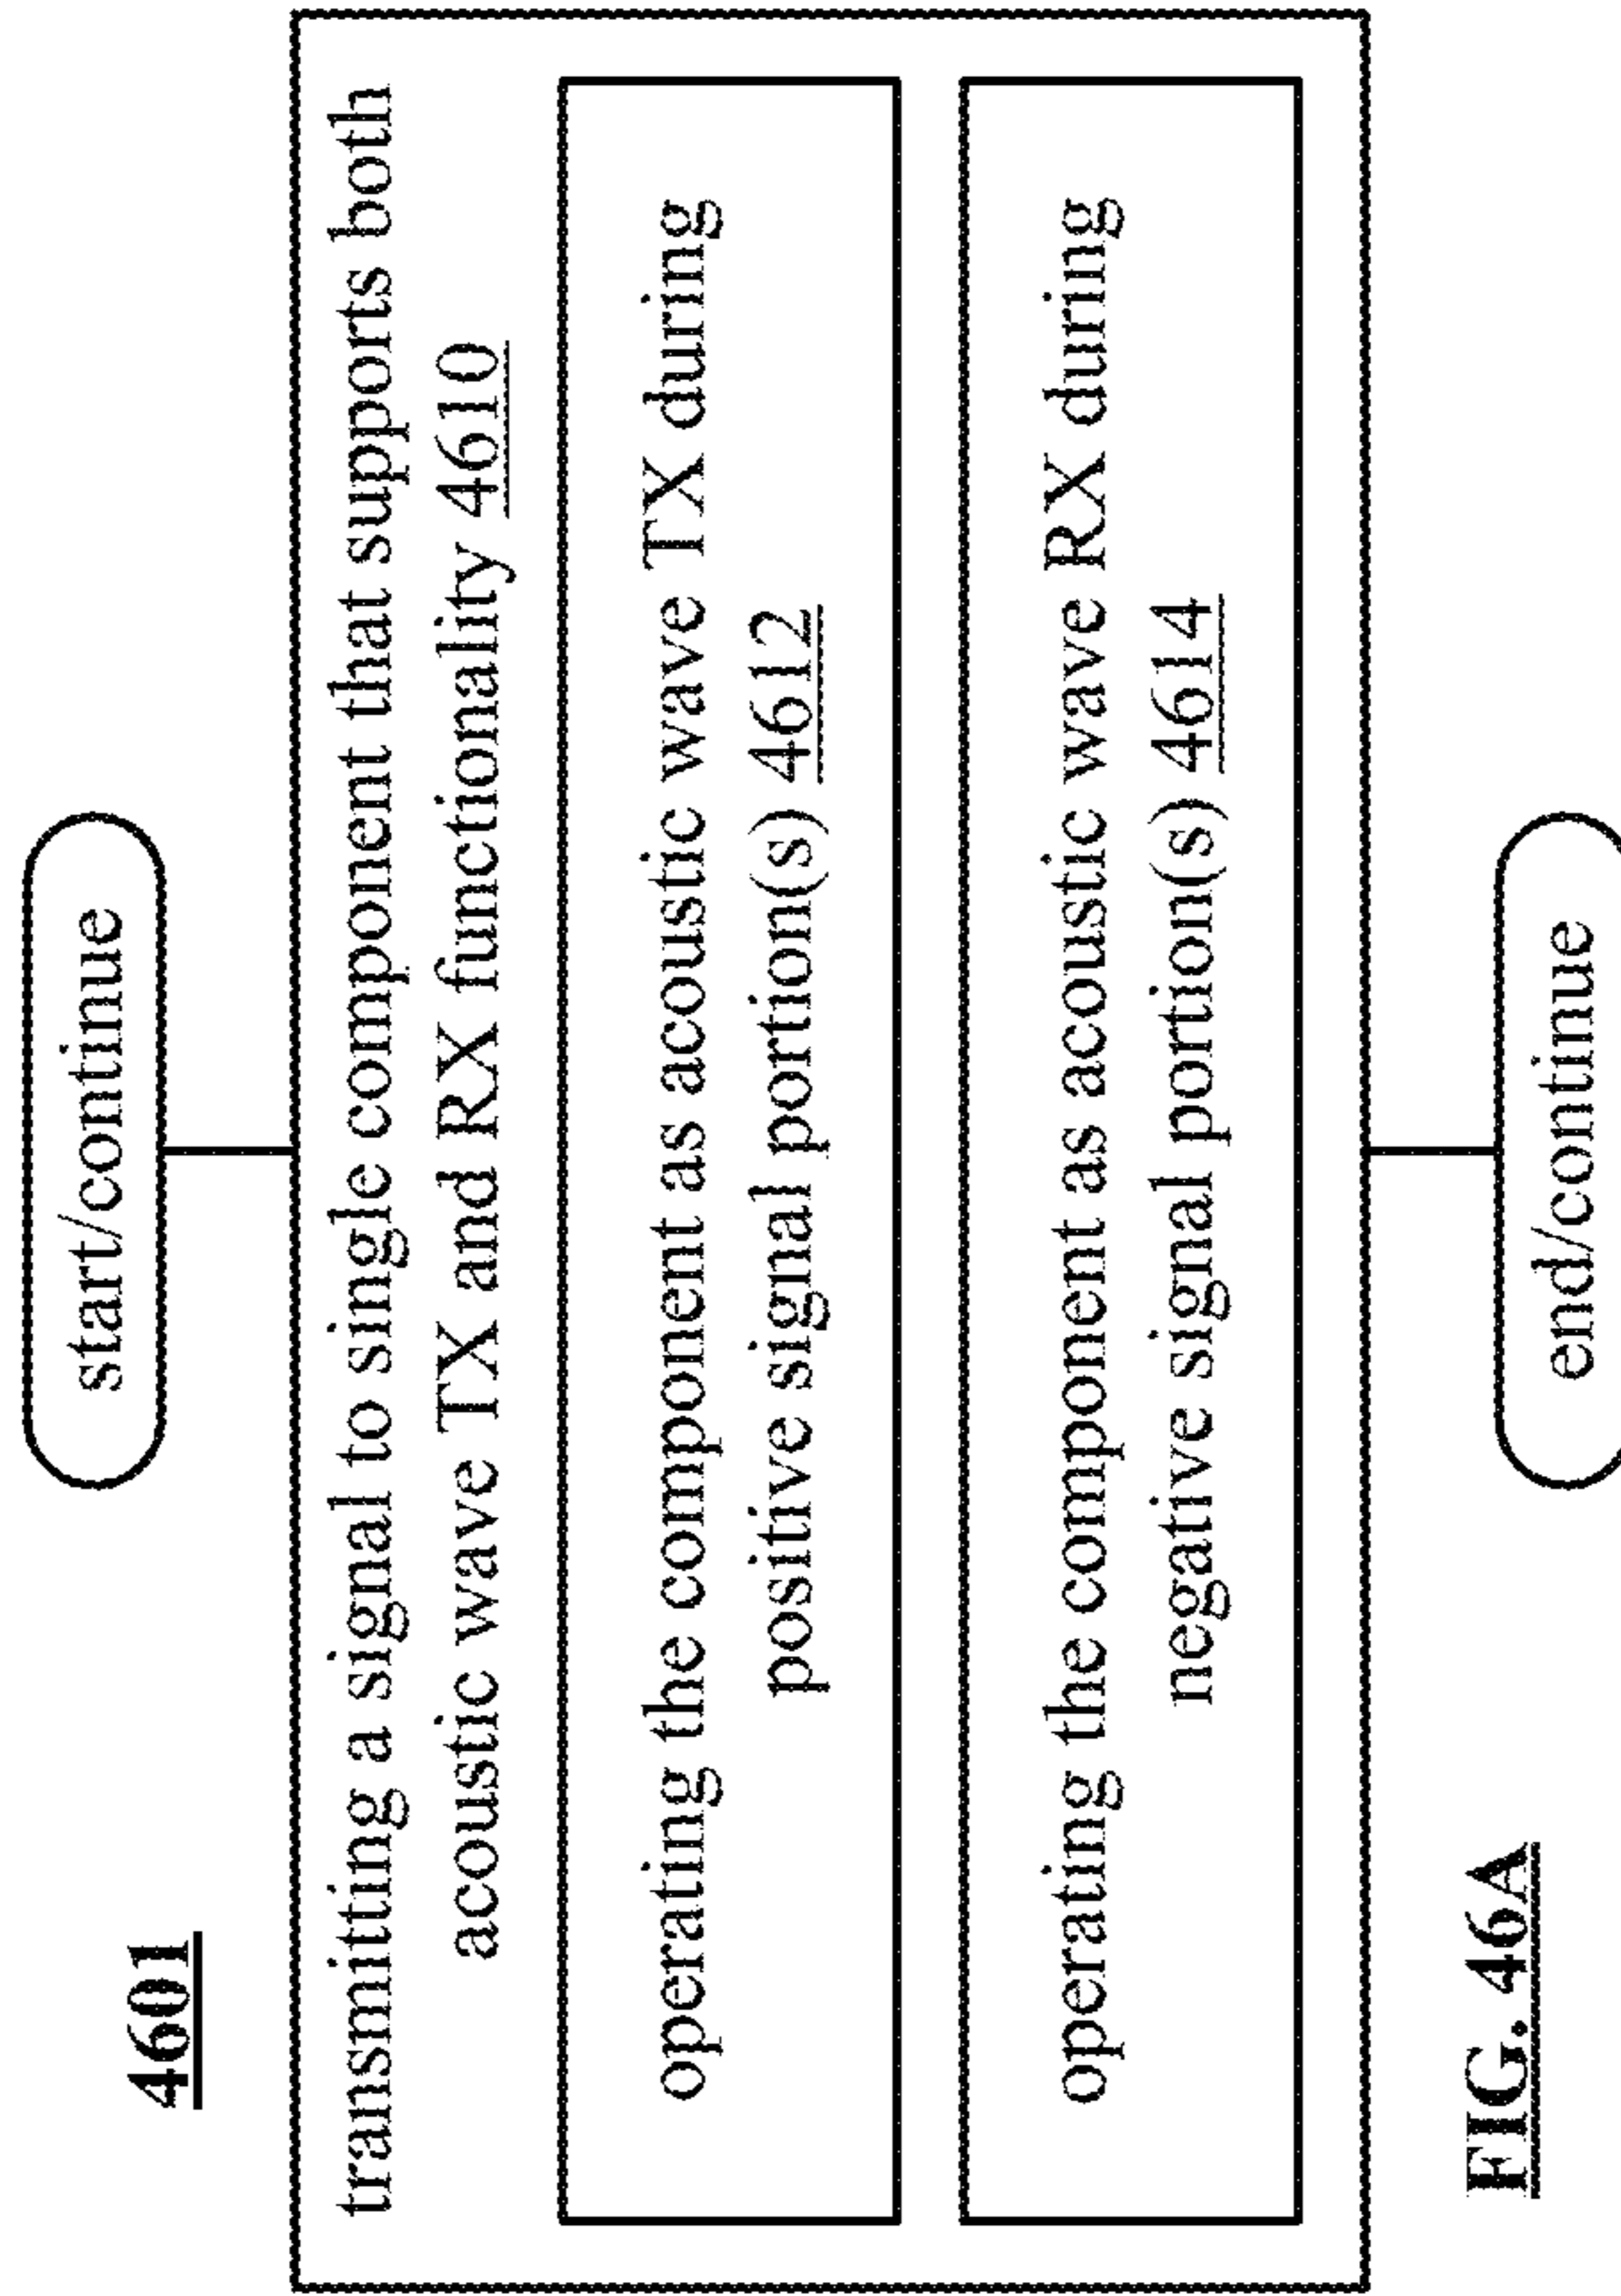 4601
start/continue
transmitting a signal to single component that supports both
acoustic wave TX and RX functionality 4610
operating the component as acoustic wave TX during
positive signal portion(s) 4612
operating the component as acoustic wave RX during
negative signal portion(s) 4614
FIG. 46A
end/continue